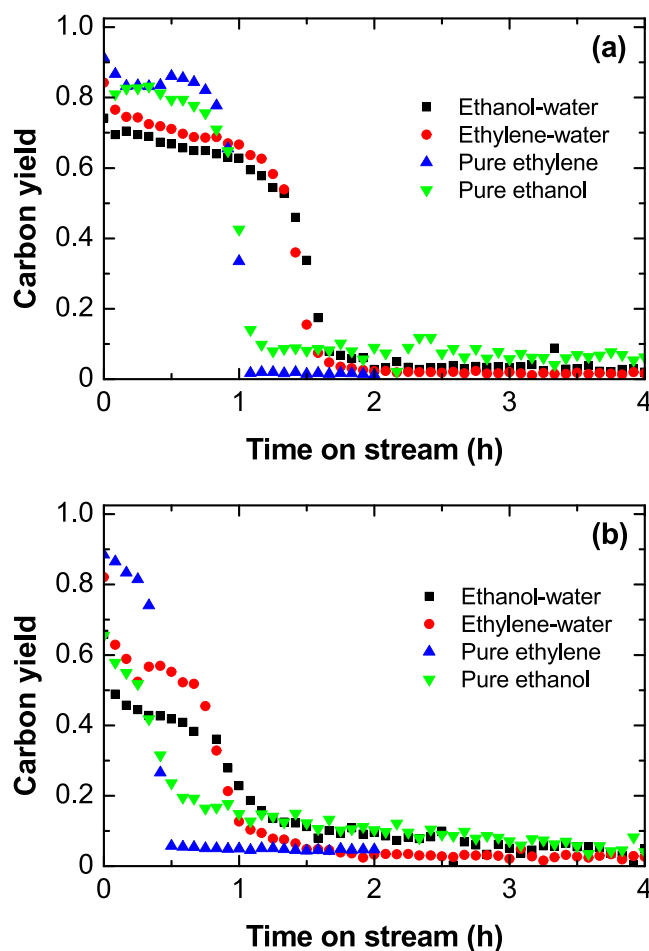 (a)
1.0
0.8
0.6
0.4
0.2
0
Carbon yield
Ethanol-water
Ethylene-water
Pure ethylene
Pure ethanol
0 1 2 3 4
Time on stream (h)
(b)
1.0
0.8
0.6
0.4
0.2
0
Carbon yield
Ethanol-water
Ethylene-water
Pure ethylene
Pure ethanol
0 1 2 3 4
Time on stream (h)